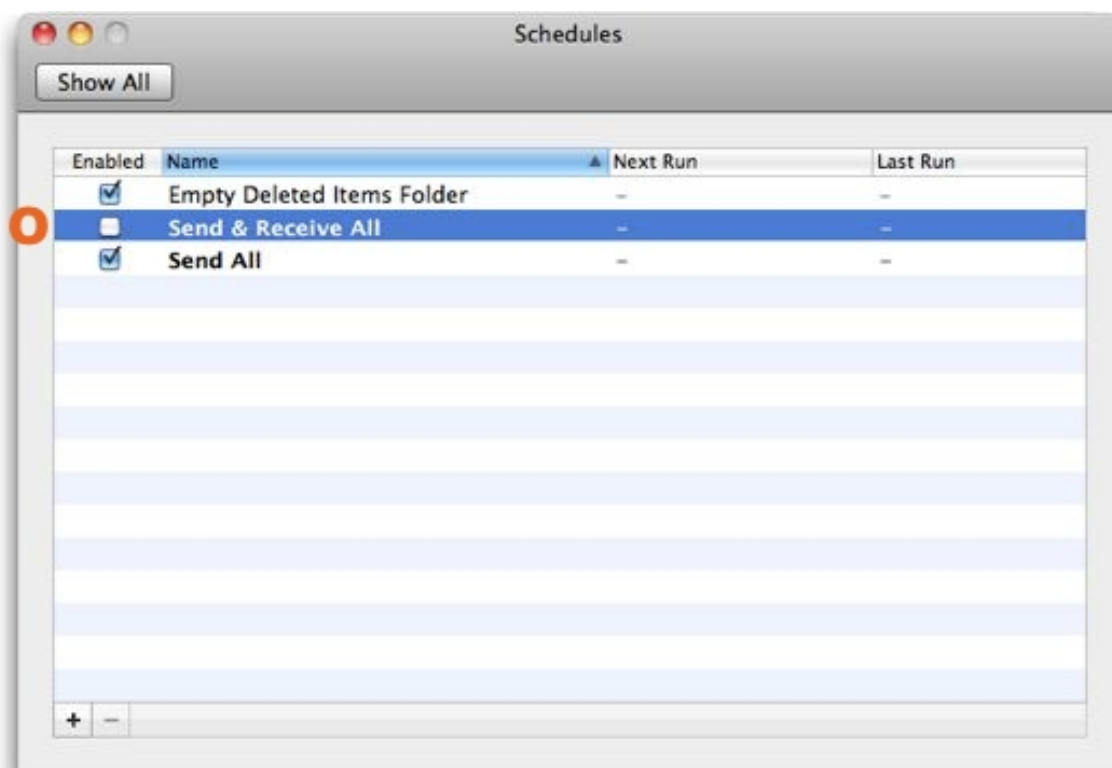 Schedules
Show All
Enabled Name Next Run Last Run
Empty Deleted Items Folder – –
o Send & Receive All – –
Send All – –
+ –